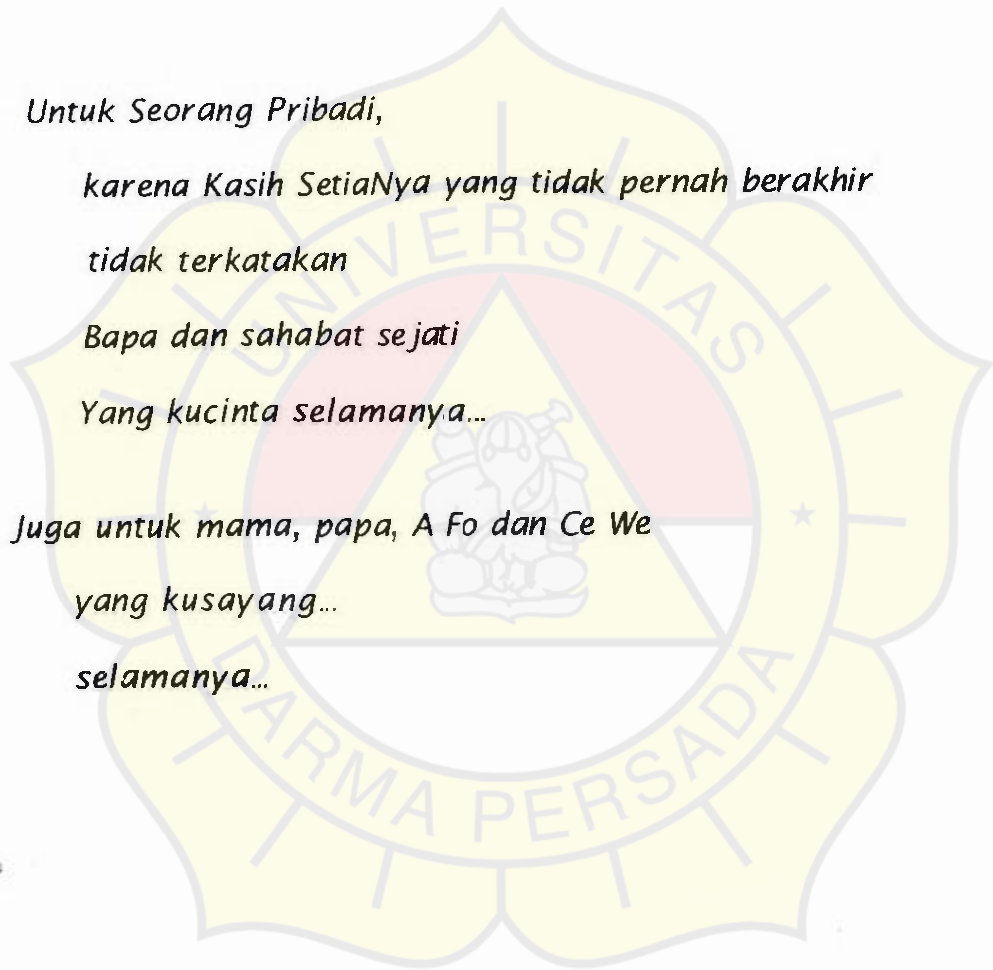 Untuk Seorang Pribadi,
karena Kasih SetiaNya yang tidak pernah berakhir
tidak terkatakan
Bapa dan sahabat sejati
Yang kucinta selamanya...
Juga untuk mama, papa, A Fo dan Ce We
yang kusayang...
selamanya...
UNIVERSITAS
DARMA PERSADA